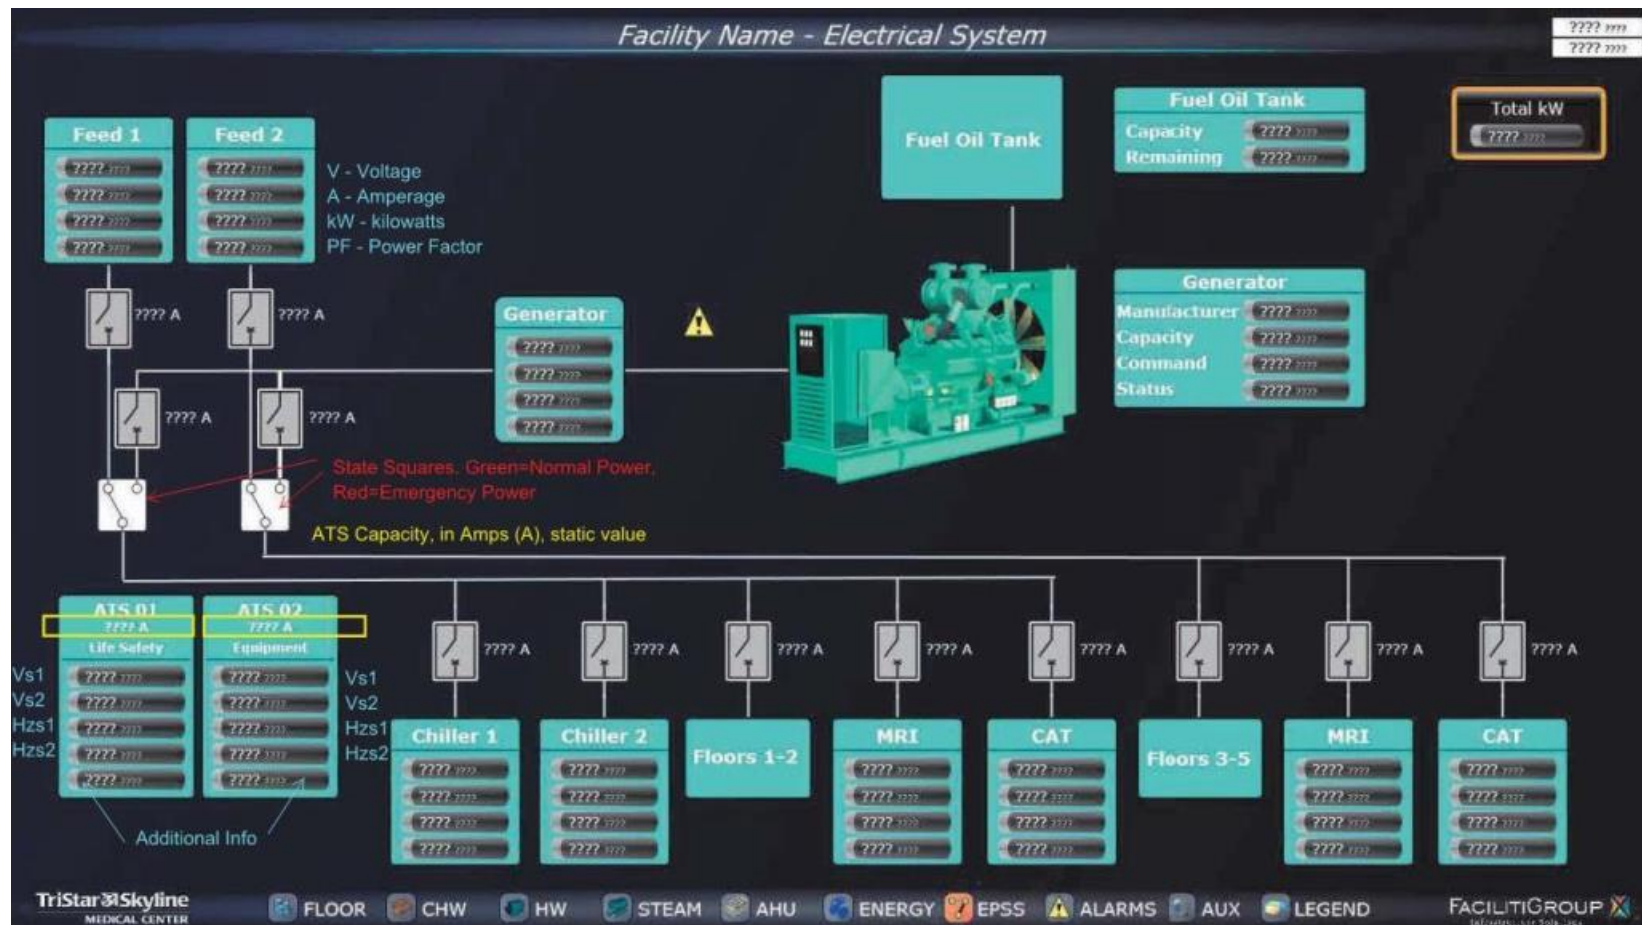 Facility Name - Electrical System
???? ????
???? ????
Feed 1
???? ????
???? ????
???? ????
???? ????
Feed 2
???? ????
???? ????
???? ????
???? ????
V - Voltage
A - Amperage
kW - kilowatts
PF - Power Factor
Fuel Oil Tank
Fuel Oil Tank
Capacity ???? ????
Remaining ???? ????
Total kW
???? ????
???? A
???? A
Generator
???? ????
???? ????
???? ????
???? ????
Generator
Manufacturer ???? ????
Capacity ???? ????
Command ???? ????
Status ???? ????
???? A
???? A
State Squares. Green=Normal Power,
Red=Emergency Power
ATS Capacity, in Amps (A), static value
ATS 01
???? A
Life Safety
Vs1 ???? ????
Vs2 ???? ????
Hzs1 ???? ????
Hzs2 ???? ????
???? ????
ATS 02
???? A
Equipment
???? ???? Vs1
???? ???? Vs2
???? ???? Hzs1
???? ???? Hzs2
???? ????
Additional Info
???? A
???? A
???? A
???? A
???? A
???? A
???? A
???? A
Chiller 1
???? ????
???? ????
???? ????
???? ????
Chiller 2
???? ????
???? ????
???? ????
???? ????
Floors 1-2
MRI
???? ????
???? ????
???? ????
???? ????
CAT
???? ????
???? ????
???? ????
???? ????
Floors 3-5
MRI
???? ????
???? ????
???? ????
???? ????
CAT
???? ????
???? ????
???? ????
???? ????
TriStar Skyline
MEDICAL CENTER
FLOOR CHW HW STEAM AHU ENERGY EPSS ALARMS AUX LEGEND
FACILITIGROUP